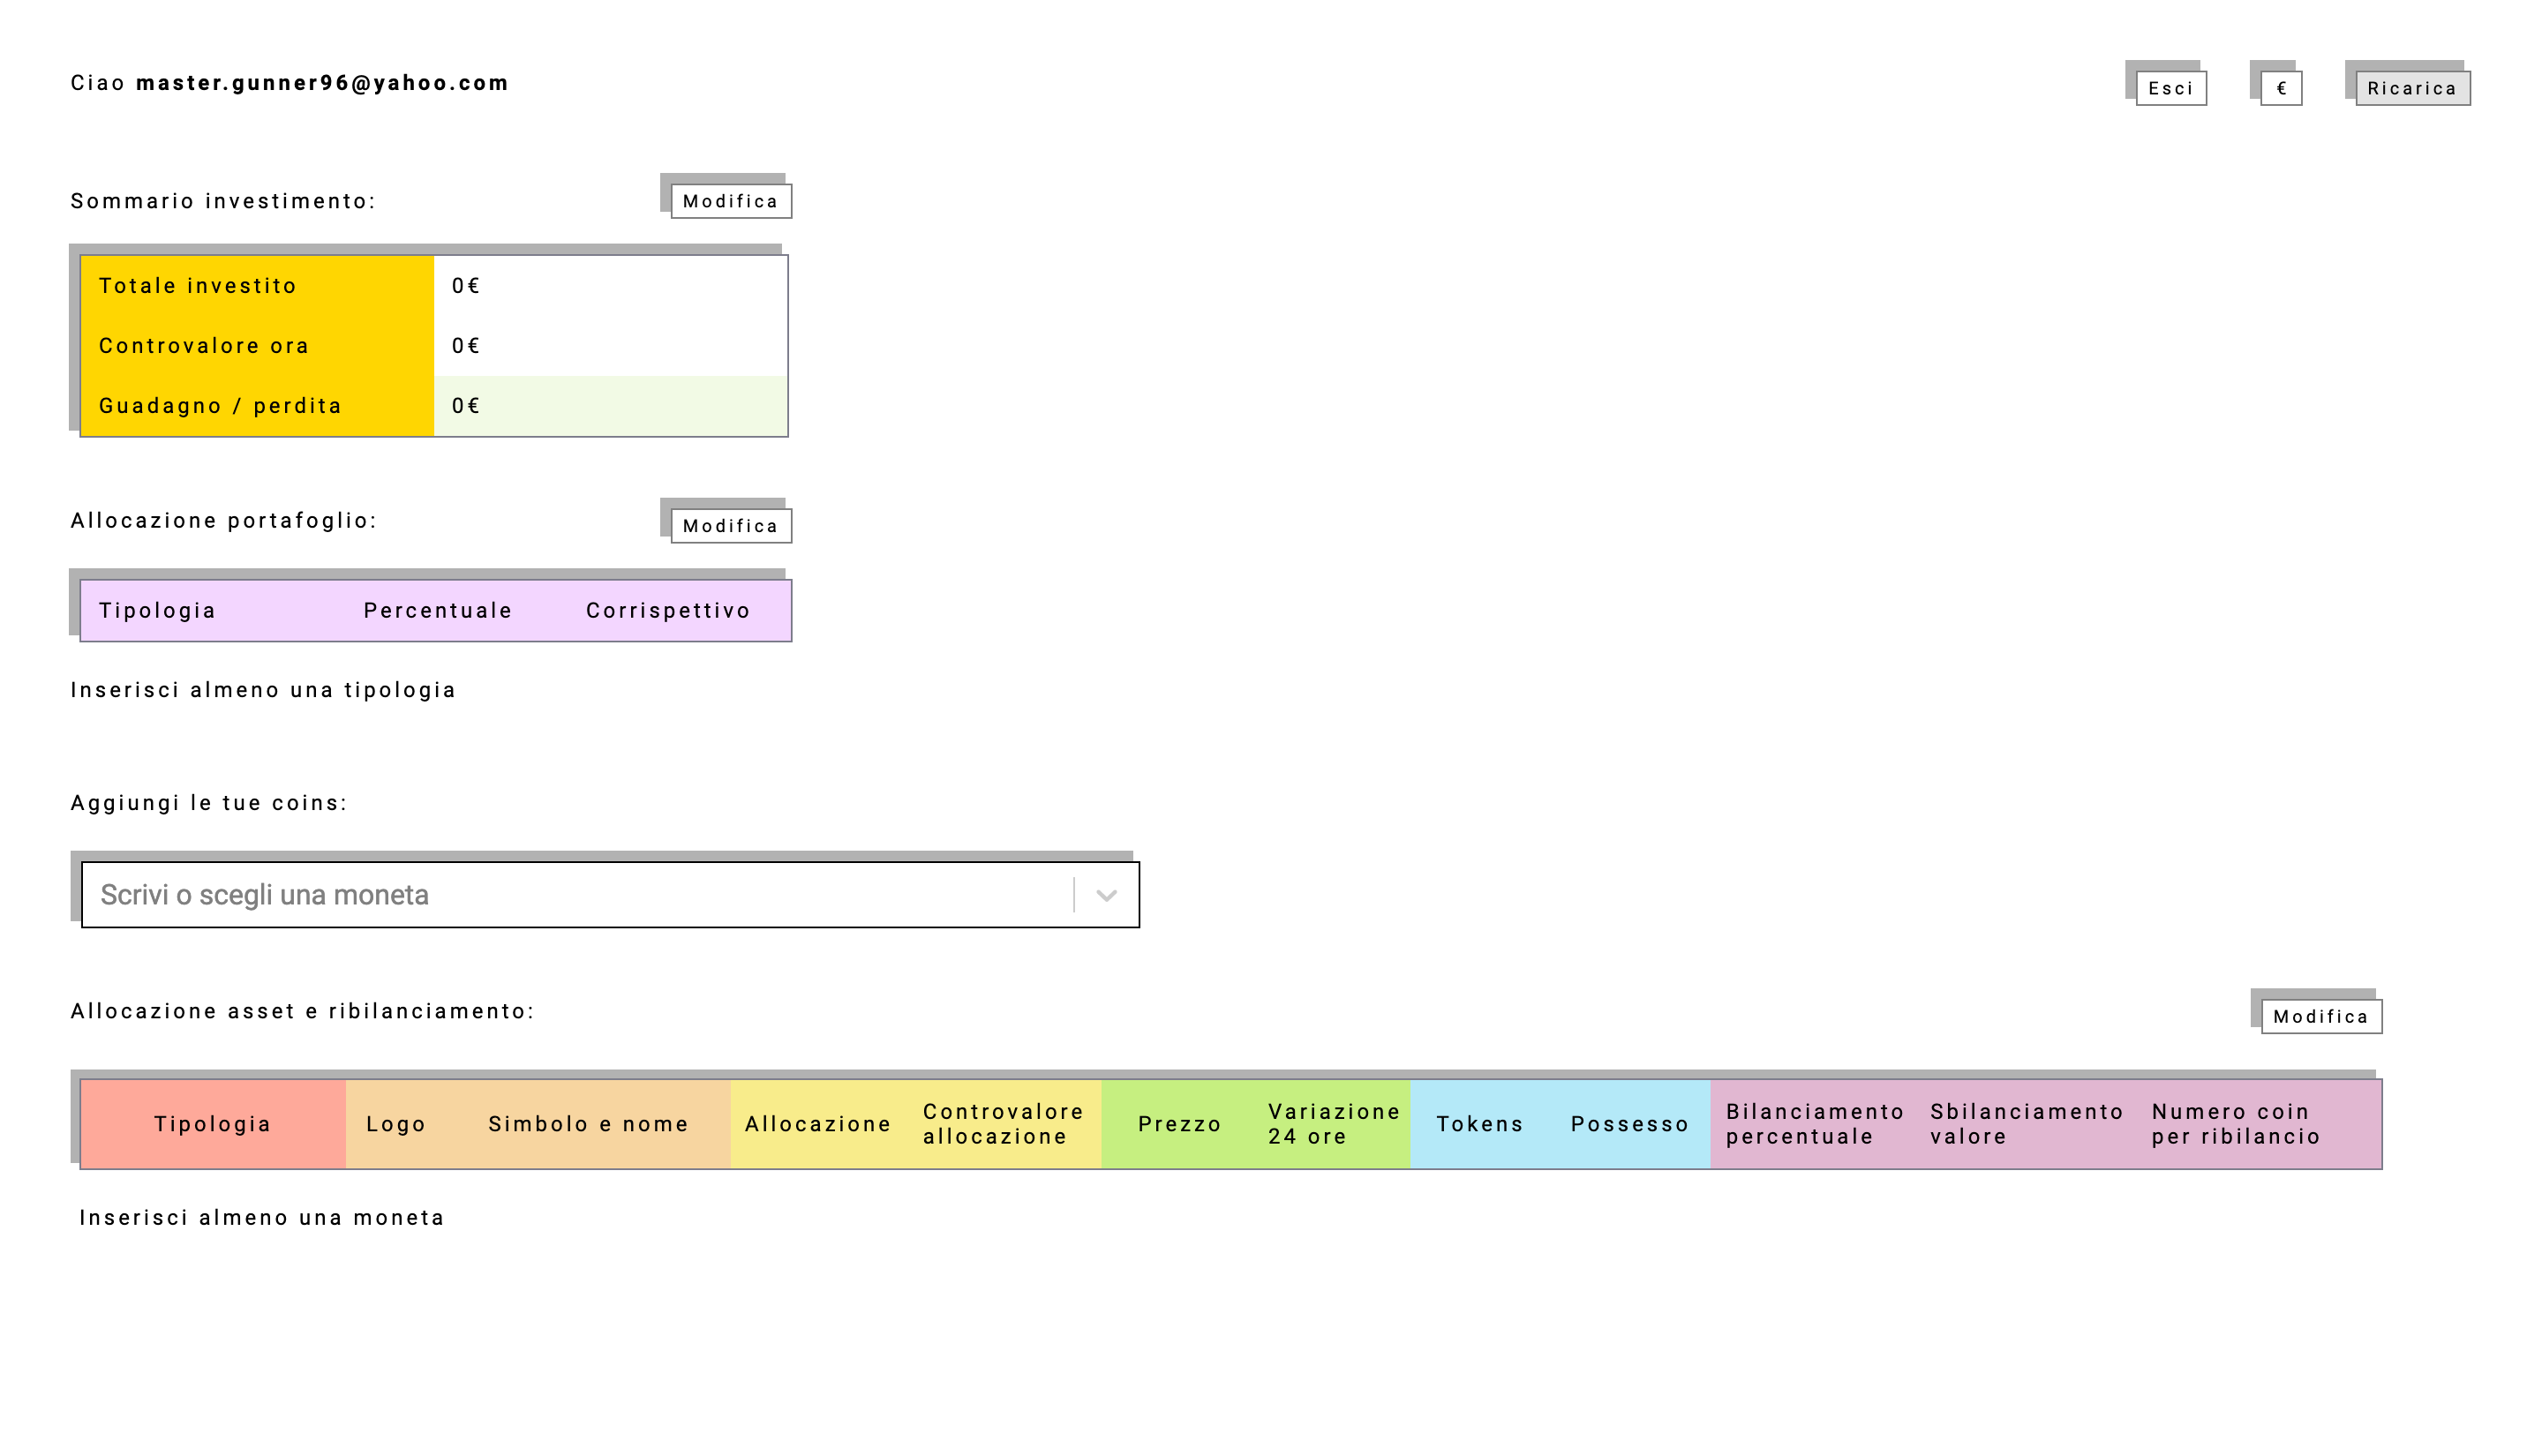 Ciao master.gunner96@yahoo.com
Esci
€
Ricarica
Sommario investimento:
Modifica
Totale investito 0€
Controvalore ora 0€
Guadagno / perdita 0€
Allocazione portafoglio:
Modifica
Tipologia Percentuale Corrispettivo
Inserisci almeno una tipologia
Aggiungi le tue coins:
Scrivi o scegli una moneta
Allocazione asset e ribilanciamento:
Modifica
Tipologia
Logo
Simbolo e nome
Allocazione
Controvalore
allocazione
Prezzo
Variazione
24 ore
Tokens
Possesso
Bilanciamento
percentuale
Sbilanciamento
valore
Numero coin
per ribilancio
Inserisci almeno una moneta